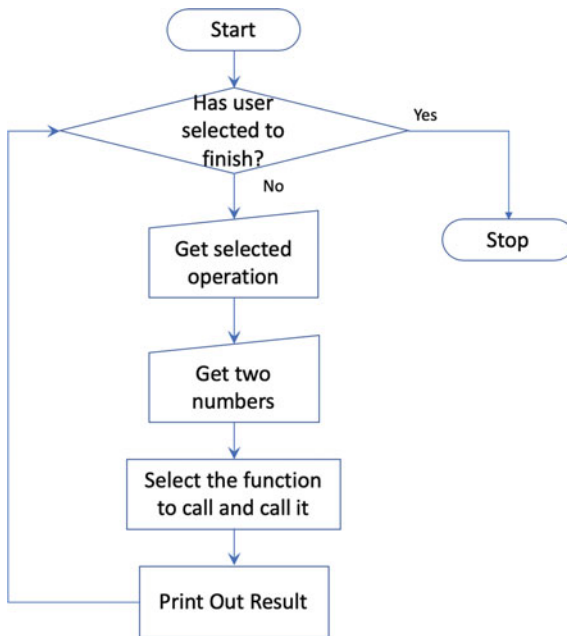 Start
Has user
selected to
finish?
Yes
No
Stop
Get selected
operation
Get two
numbers
Select the function
to call and call it
Print Out Result